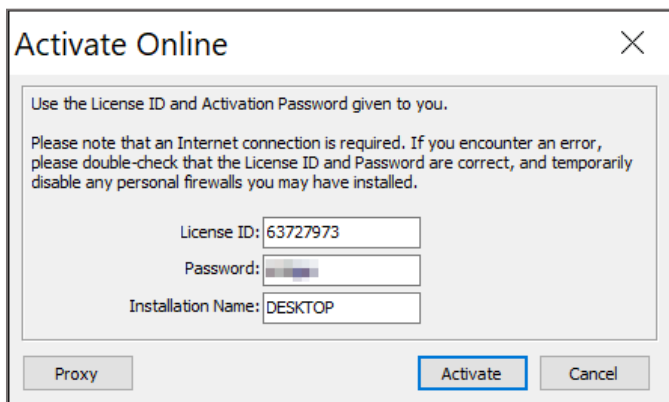 Activate Online
Use the License ID and Activation Password given to you.
Please note that an Internet connection is required. If you encounter an error,
please double-check that the License ID and Password are correct, and temporarily
disable any personal firewalls you may have installed.
License ID: 63727973
Password:
Installation Name: DESKTOP
Proxy
Activate
Cancel